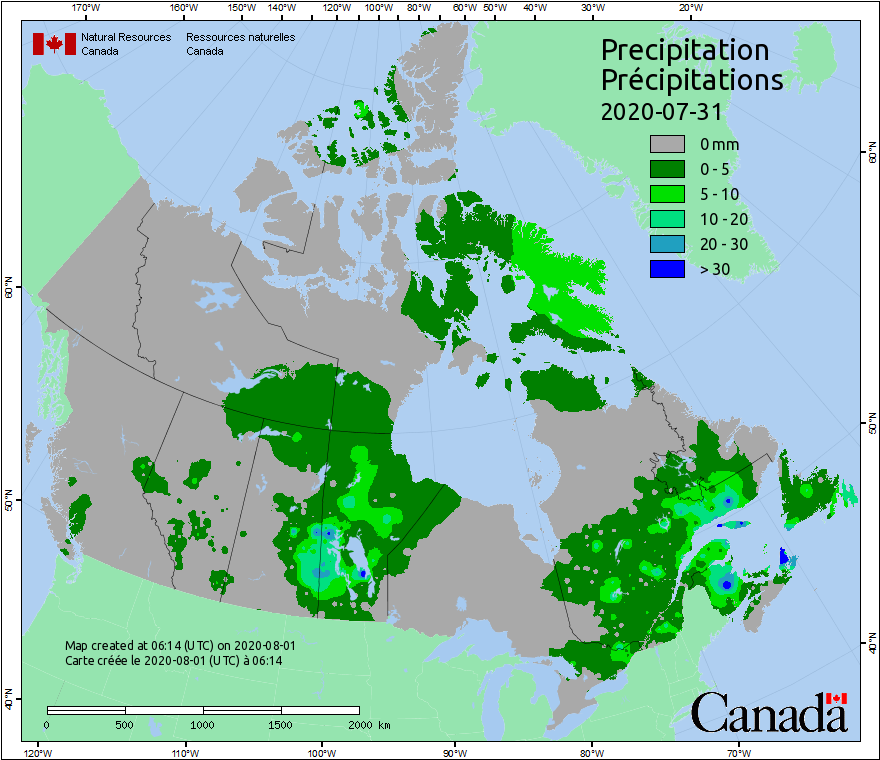 170°W 160°W 150°W 140°W 120°W 100°W 80°W 60°W 50°W 40°W 30°W 20°W
Natural Resources Ressources naturelles
Canada Canada
Precipitation
Précipitations
2020-07-31
0 mm
0 - 5
5 - 10
10 - 20
20 - 30
> 30
60°N
60°N
50°N
50°N
40°N
40°N
Map created at 06:14 (UTC) on 2020-08-01
Carte créée le 2020-08-01 (UTC) à 06:14
0 500 1000 1500 2000 km
Canada
120°W 110°W 100°W 90°W 80°W 70°W